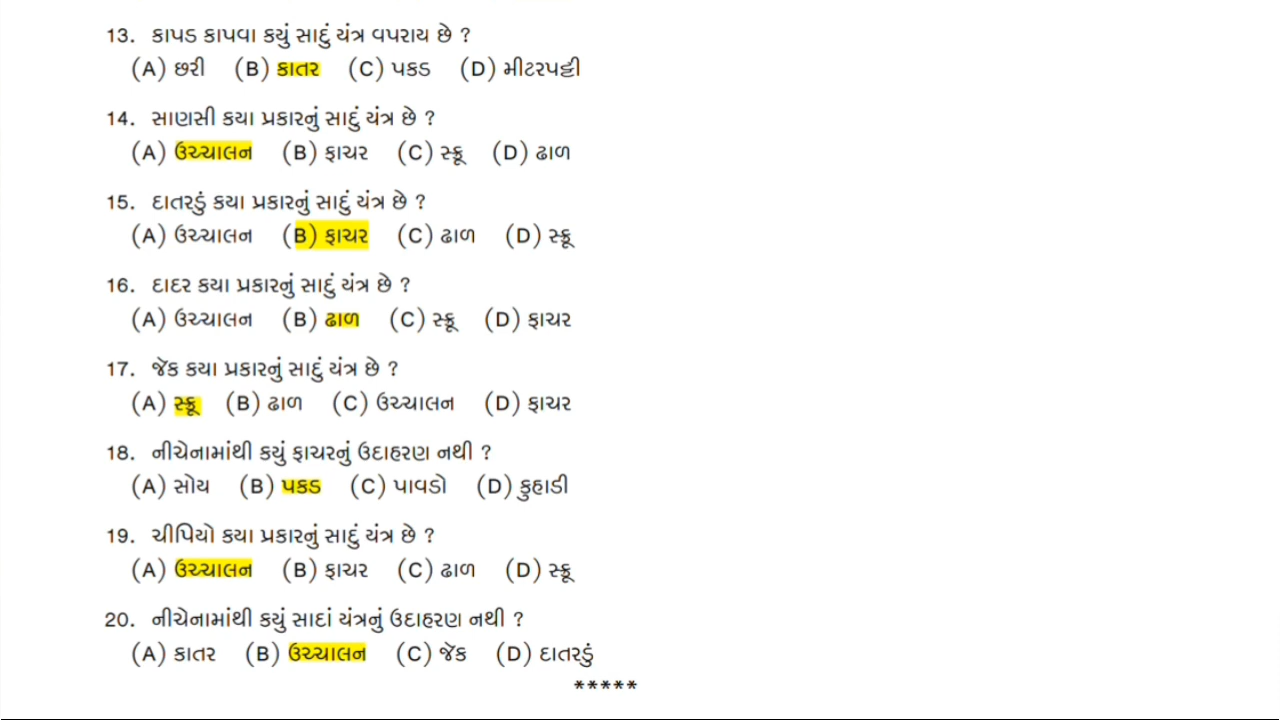 13. કાપડ કાપવા કયું સાદું યંત્ર વપરાય છે ?
(A) છરી (B) કાતર (C) પકડ (D) મીટરપટ્ટી
14. સાણસી કયા પ્રકારનું સાદું યંત્ર છે ?
(A) ઉચ્ચાલન (B) ફાચર (C) સ્ક્રૂ (D) ઢાળ
15. દાતરડું કયા પ્રકારનું સાદું યંત્ર છે ?
(A) ઉચ્ચાલન (B) ફાચર (C) ઢાળ (D) સ્ક્રૂ
16. દાદર કયા પ્રકારનું સાદું યંત્ર છે ?
(A) ઉચ્ચાલન (B) ઢાળ (C) સ્ક્રૂ (D) ફાચર
17. જૅક કયા પ્રકારનું સાદું યંત્ર છે ?
(A) સ્ક્રૂ (B) ઢાળ (C) ઉચ્ચાલન (D) ફાચર
18. નીચેનામાંથી કયું ફાચરનું ઉદાહરણ નથી ?
(A) સોય (B) પકડ (C) પાવડો (D) કુહાડી
19. ચીપિયો કયા પ્રકારનું સાદું યંત્ર છે ?
(A) ઉચ્ચાલન (B) ફાચર (C) ઢાળ (D) સ્ક્રૂ
20. નીચેનામાંથી કયું સાદાં યંત્રનું ઉદાહરણ નથી ?
(A) કાતર (B) ઉચ્ચાલન (C) જૅક (D) દાતરડું
*****